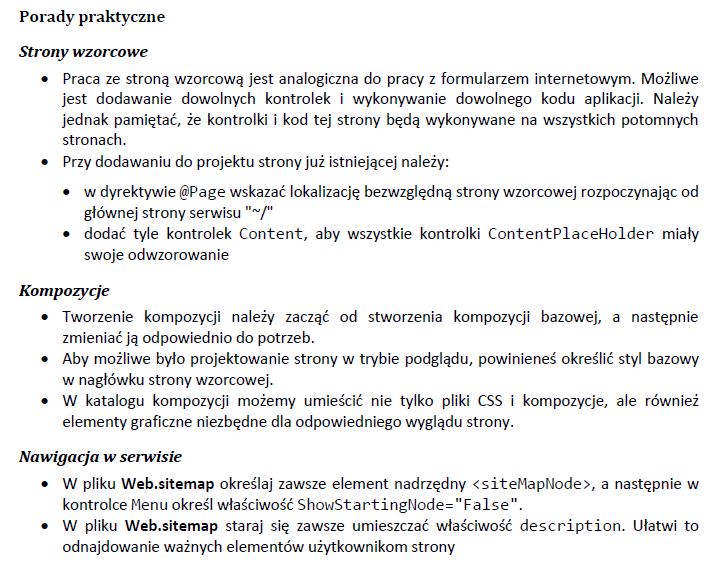 Porady praktyczne
Strony wzorcowe
• Praca ze stroną wzorcową jest analogiczna do pracy z formularzem internetowym. Możliwe
jest dodawanie dowolnych kontrolek i wykonywanie dowolnego kodu aplikacji. Należy
jednak pamiętać, że kontrolki i kod tej strony będą wykonywane na wszystkich potomnych
stronach.
• Przy dodawaniu do projektu strony już istniejącej należy:
• w dyrektywie @Page wskazać lokalizację bezwzględną strony wzorcowej rozpoczynając od
głównej strony serwisu "~/"
• dodać tyle kontrolek Content, aby wszystkie kontrolki ContentPlaceHolder miały
swoje odwzorowanie
Kompozycje
• Tworzenie kompozycji należy zacząć od stworzenia kompozycji bazowej, a następnie
zmieniać ją odpowiednio do potrzeb.
• Aby możliwe było projektowanie strony w trybie podglądu, powinieneś określić styl bazowy
w nagłówku strony wzorcowej.
• W katalogu kompozycji możemy umieścić nie tylko pliki CSS i kompozycje, ale również
elementy graficzne niezbędne dla odpowiedniego wyglądu strony.
Nawigacja w serwisie
• W pliku Web.sitemap określaj zawsze element nadrzędny <siteMapNode>, a następnie w
kontrolce Menu określ właściwość ShowStartingNode="False".
• W pliku Web.sitemap staraj się zawsze umieszczać właściwość description. Ułatwi to
odnajdowanie ważnych elementów użytkownikom strony